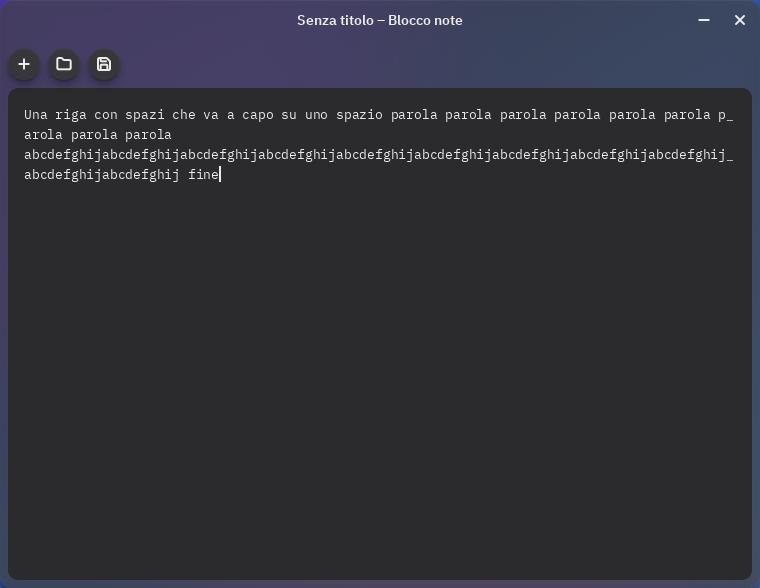 Senza titolo – Blocco note
Una riga con spazi che va a capo su uno spazio parola parola parola parola parola parola p_
arola parola parola
abcdefghijabcdefghijabcdefghijabcdefghijabcdefghijabcdefghijabcdefghijabcdefghijabcdefghij_
abcdefghijabcdefghij fine